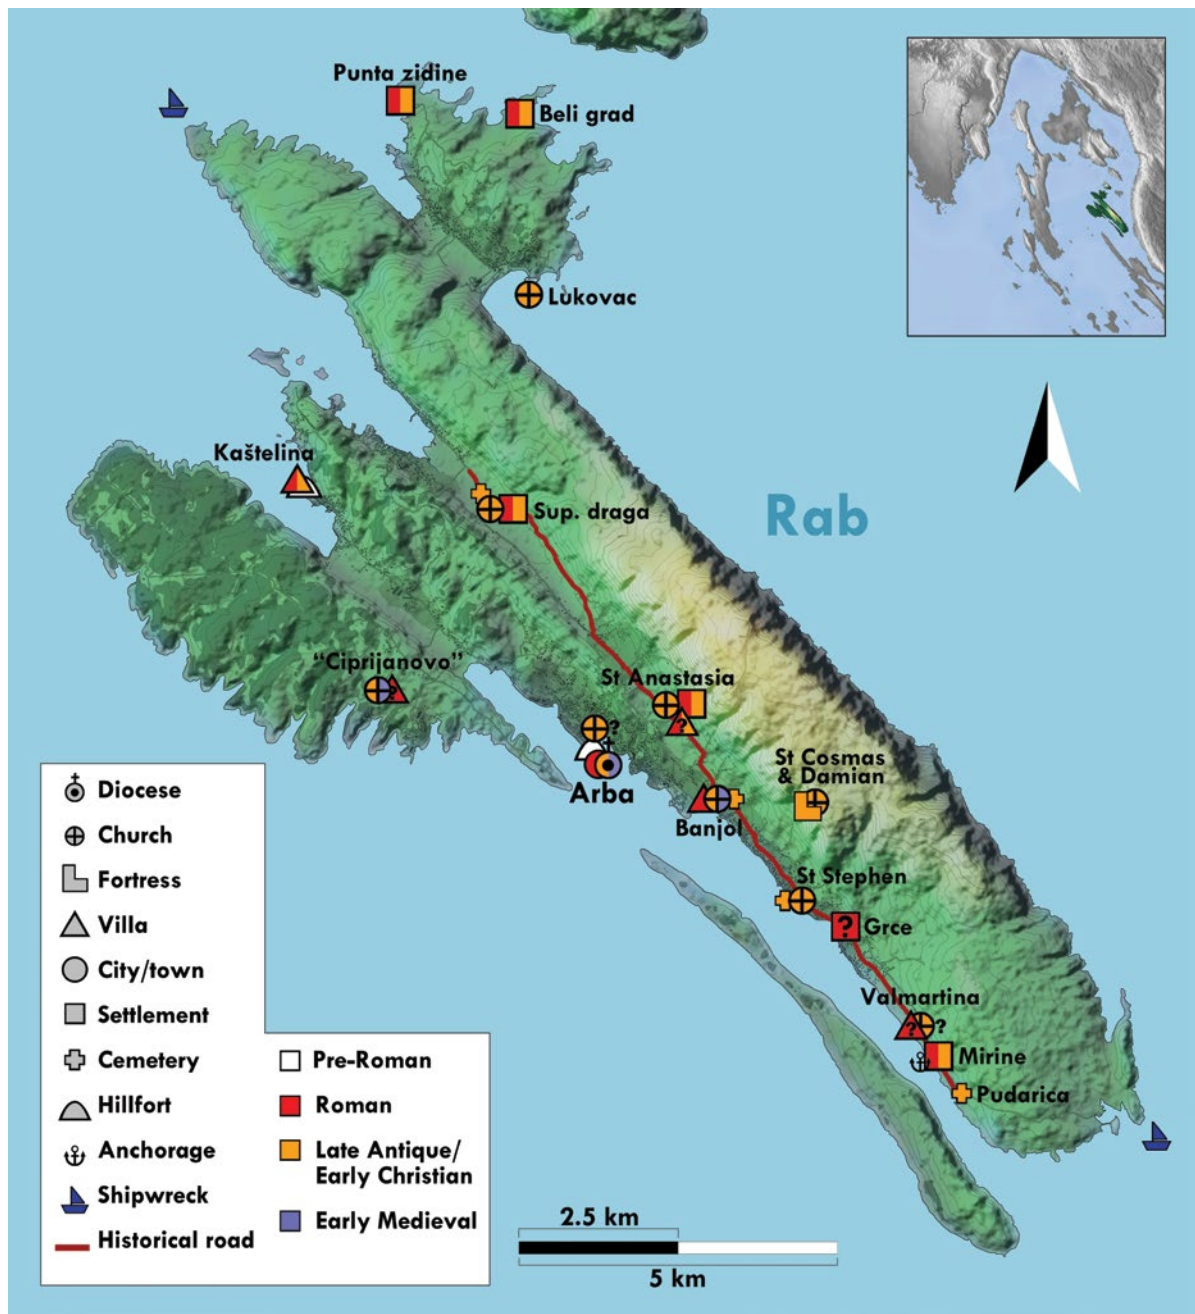 Punta zidine
Beli grad
Lukovac
Kaštelina
Sup. draga
Rab
"Ciprijanovo"
?
St Anastasia
?
?
St Cosmas
& Damian
Arba
Banjol
St Stephen
?
Grce
Valmartina
?
?
Mirine
Pudarica
Diocese
Church
Fortress
Villa
City/town
Settlement
Cemetery
Hillfort
Anchorage
Shipwreck
Historical road
Pre-Roman
Roman
Late Antique/
Early Christian
Early Medieval
2.5 km
5 km